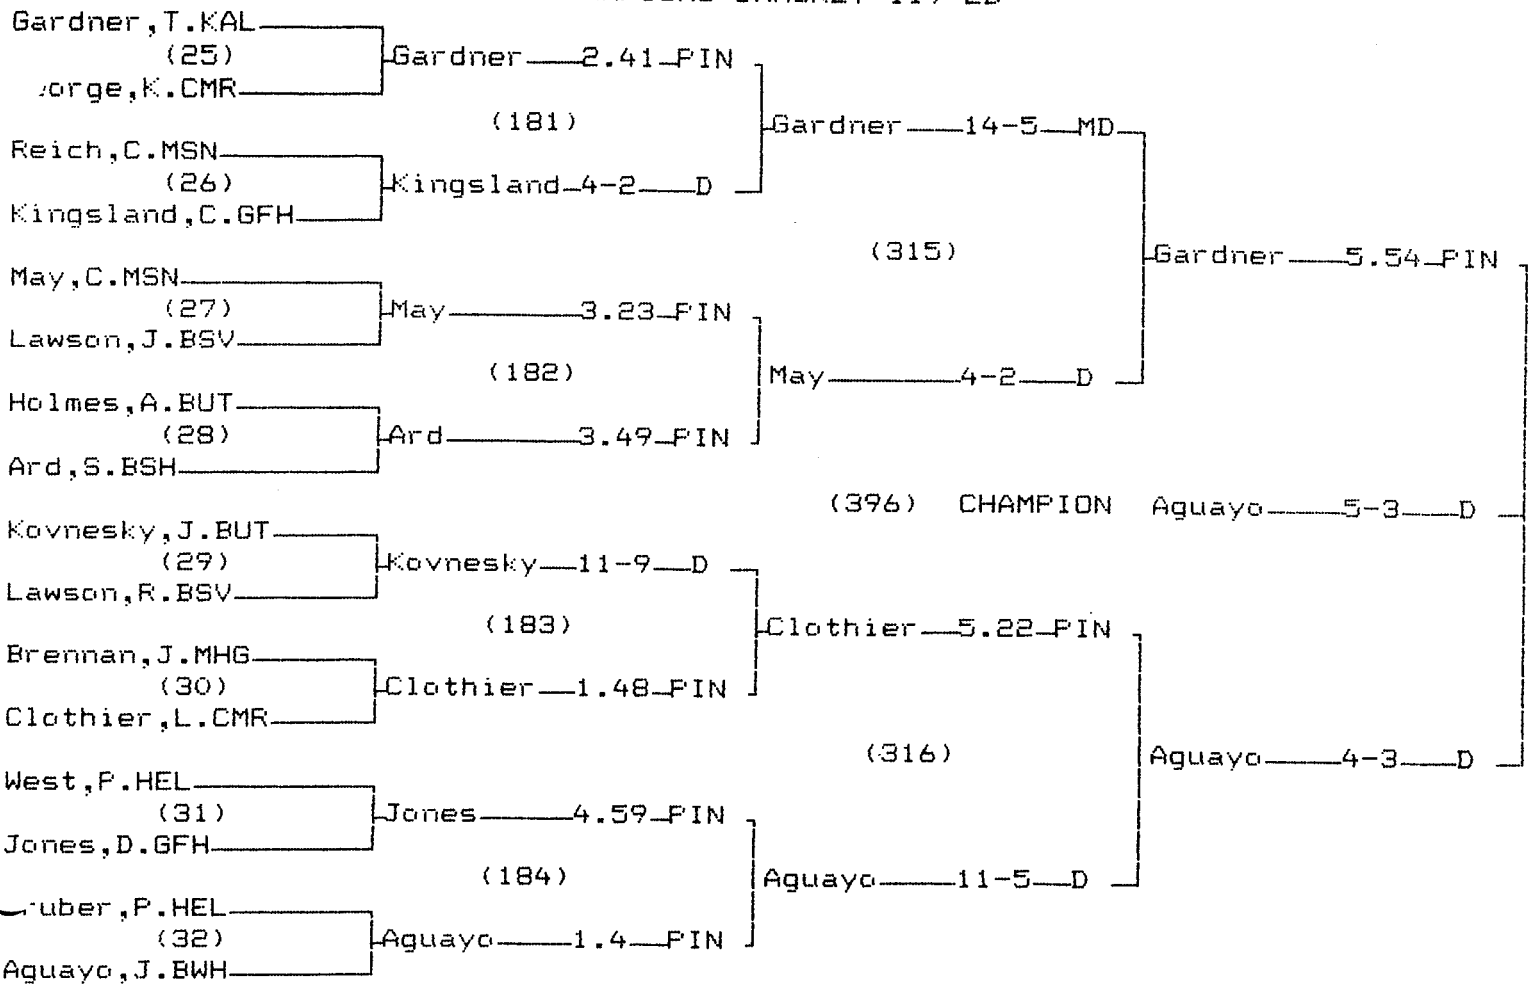 Gardner,T.KAL
(25) Gardner 2.41 PIN
K.CMR
(181) Gardner 14-5 MD
Reich,C.MSN
(26) Kingsland 4-2 D
Kingsland,C.GFH
(315) Gardner 5.54 PIN
May,C.MSN
(27) May 3.23 PIN
Lawson,J.BSV
(182) May 4-2 D
Holmes,A.BUT
(28) Ard 3.49 PIN
Ard,S.BSH
(396) CHAMPION Aguayo 5-3 D
Kovnesky,J.BUT
(29) Kovnesky 11-9 D
Lawson,R.BSV
(183) Clothier 5.22 PIN
Brennan,J.MHG
(30) Clothier 1.48 PIN
Clothier,L.CMR
(316) Aguayo 4-3 D
West,P.HEL
(31) Jones 4.59 PIN
Jones,D.GFH
(184) Aguayo 11-5 D
P.HEL
(32) Aguayo 1.4 PIN
Aguayo,J.BWH